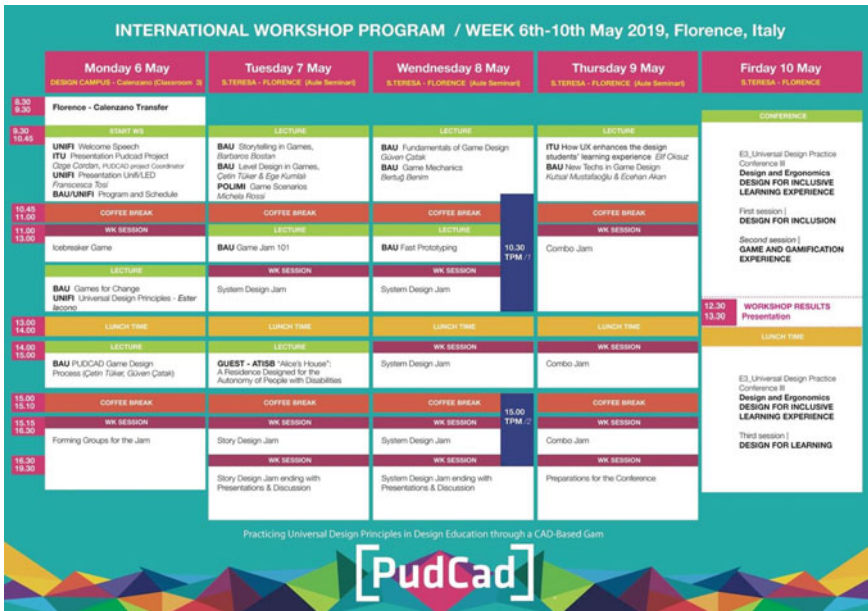 INTERNATIONAL WORKSHOP PROGRAM / WEEK 6th-10th May 2019, Florence, Italy
Monday 6 May
DESIGN CAMPUS - Calenzano (Classroom 3)
Tuesday 7 May
S.TERESA - FLORENCE (Aule Seminari)
Wendnesday 8 May
S.TERESA - FLORENCE (Aule Seminari)
Thursday 9 May
S.TERESA - FLORENCE (Aule Seminari)
Firday 10 May
S.TERESA - FLORENCE
8.30
9.30
Florence - Calenzano Transfer
9.30
10.45
START WS
UNIFI Welcome Speech
ITU Presentation Pudcad Project
Ozge Cordan, PUDCAD project Coordinator
UNIFI Presentation Unifi/LED
Franscesca Tosi
BAU/UNIFI Program and Schedule
LECTURE
BAU Storytelling in Games,
Barbaros Bostan
BAU Level Design in Games,
Çetin Tüker & Ege Kumlali
POLIMI Game Scenarios
Michela Rossi
LECTURE
BAU Fundamentals of Game Design
Güven Çatak
BAU Game Mechanics
Bertuğ Benim
LECTURE
ITU How UX enhances the design
students' learning experience Elif Oksuz
BAU New Techs in Game Design
Kutsal Mustafaoğlu & Ecehan Akan
CONFERENCE
E3_Universal Design Practice
Conference III
Design and Ergonomics
DESIGN FOR INCLUSIVE
LEARNING EXPERIENCE
First session |
DESIGN FOR INCLUSION
Second session |
GAME AND GAMIFICATION
EXPERIENCE
10.45
11.00
COFFEE BREAK
COFFEE BREAK
COFFEE BREAK
COFFEE BREAK
11.00
13.00
WK SESSION
Icebreaker Game
LECTURE
BAU Game Jam 101
LECTURE
BAU Fast Prototyping
10.30
TPM /1
WK SESSION
Combo Jam
LECTURE
BAU Games for Change
UNIFI Universal Design Principles - Ester
Iacono
WK SESSION
System Design Jam
WK SESSION
System Design Jam
12.30
13.30
WORKSHOP RESULTS
Presentation
13.00
14.00
LUNCH TIME
LUNCH TIME
LUNCH TIME
LUNCH TIME
LUNCH TIME
14.00
15.00
LECTURE
BAU PUDCAD Game Design
Process (Çetin Tüker, Güven Çatak)
LECTURE
GUEST - ATISB "Alice's House":
A Residence Designed for the
Autonomy of People with Disabilities
WK SESSION
System Design Jam
WK SESSION
Combo Jam
E3_Universal Design Practice
Conference III
Design and Ergonomics
DESIGN FOR INCLUSIVE
LEARNING EXPERIENCE
Third session |
DESIGN FOR LEARNING
15.00
15.10
COFFEE BREAK
COFFEE BREAK
COFFEE BREAK
15.00
TPM /2
COFFEE BREAK
15.15
16.30
WK SESSION
Forming Groups for the Jam
WK SESSION
Story Design Jam
WK SESSION
System Design Jam
WK SESSION
Combo Jam
16.30
19.30
WK SESSION
Story Design Jam ending with
Presentations & Discussion
WK SESSION
System Design Jam ending with
Presentations & Discussion
WK SESSION
Preparations for the Conference
Practicing Universal Design Principles in Design Education through a CAD-Based Gam
[PudCad]